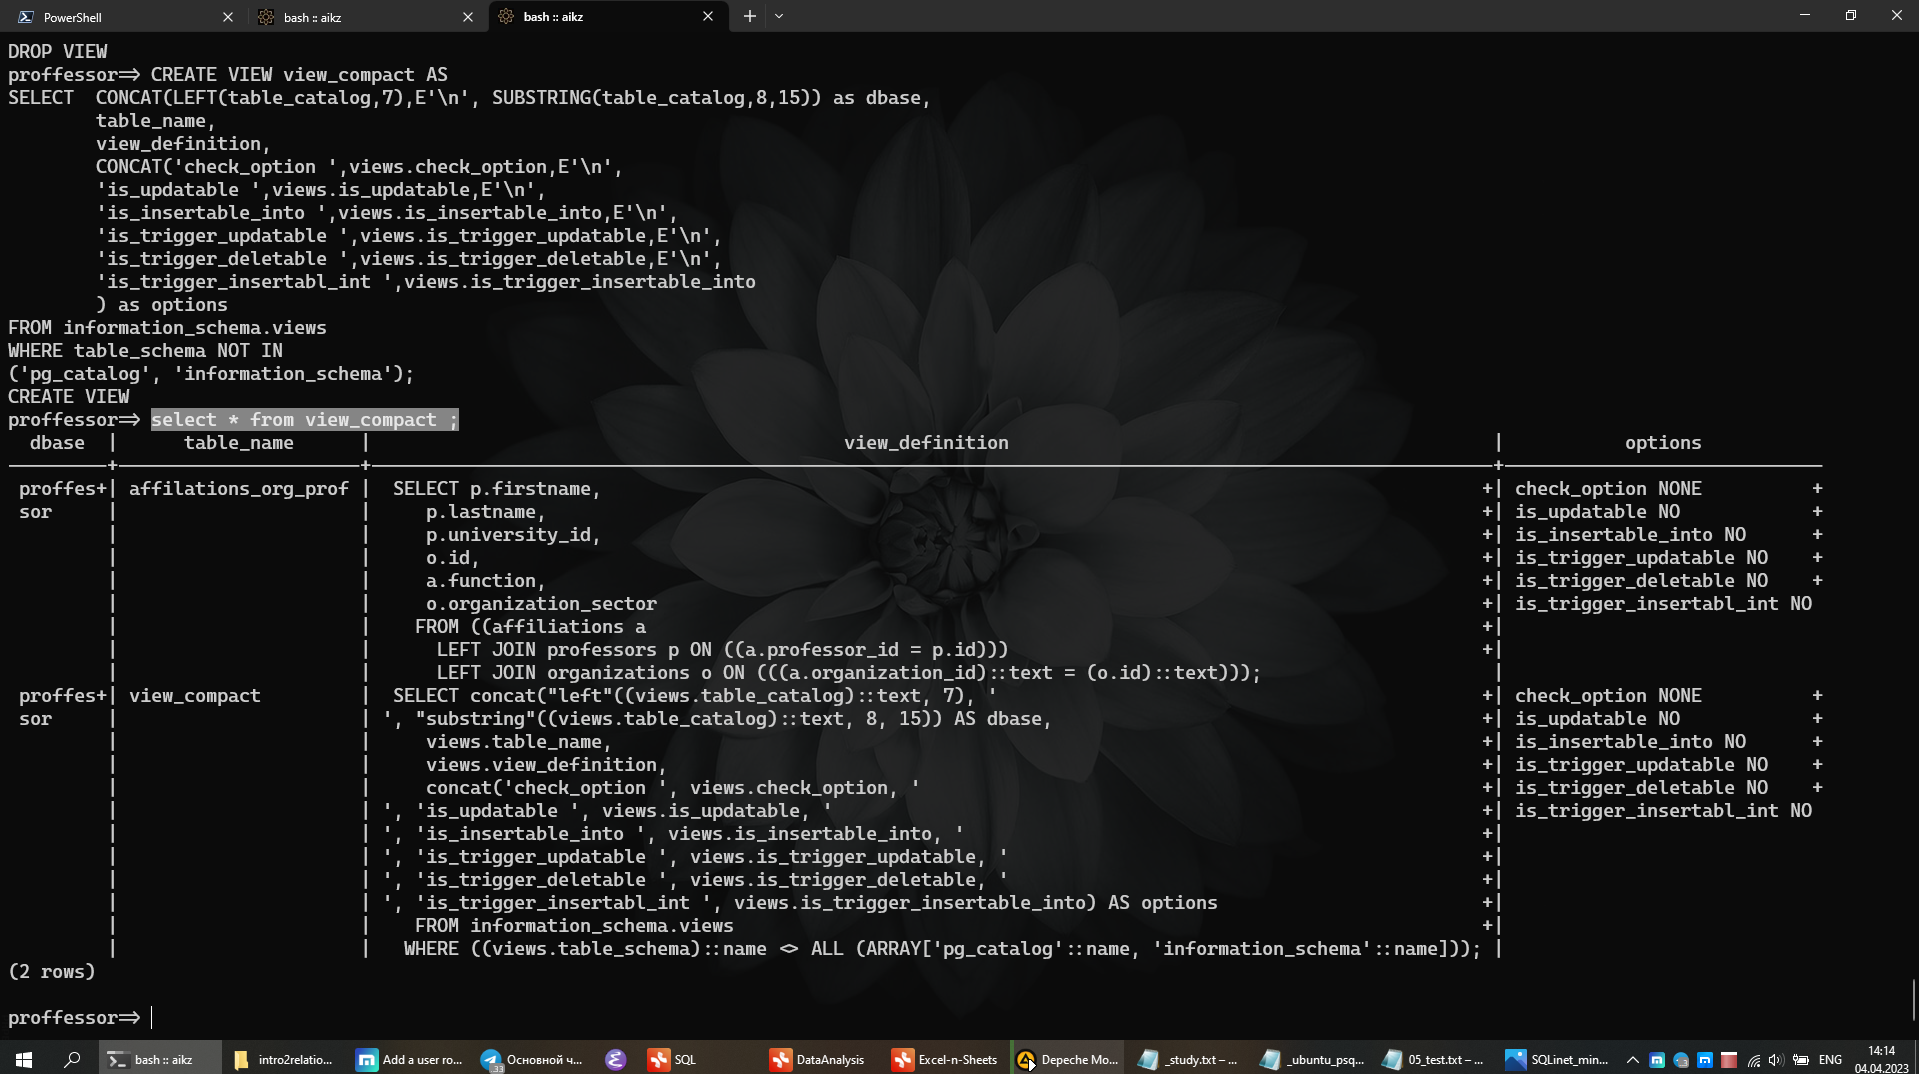 PowerShell
bash :: aikz
bash :: aikz
DROP VIEW
proffessor=> CREATE VIEW view_compact AS
SELECT  CONCAT(LEFT(table_catalog,7),E'\n', SUBSTRING(table_catalog,8,15)) as dbase,
        table_name,
        view_definition,
        CONCAT('check_option ',views.check_option,E'\n',
        'is_updatable ',views.is_updatable,E'\n',
        'is_insertable_into ',views.is_insertable_into,E'\n',
        'is_trigger_updatable ',views.is_trigger_updatable,E'\n',
        'is_trigger_deletable ',views.is_trigger_deletable,E'\n',
        'is_trigger_insertabl_int ',views.is_trigger_insertable_into
        ) as options
FROM information_schema.views
WHERE table_schema NOT IN
('pg_catalog', 'information_schema');
CREATE VIEW
proffessor=> select * from view_compact ;
  dbase  |      table_name      |                                           view_definition                                            |           options
---------+----------------------+------------------------------------------------------------------------------------------------------+-----------------------------
 proffes+| affilations_org_prof |  SELECT p.firstname,                                                                                +| check_option NONE          +
 sor     |                      |     p.lastname,                                                                                     +| is_updatable NO            +
         |                      |     p.university_id,                                                                                +| is_insertable_into NO      +
         |                      |     o.id,                                                                                           +| is_trigger_updatable NO    +
         |                      |     a.function,                                                                                     +| is_trigger_deletable NO    +
         |                      |     o.organization_sector                                                                           +| is_trigger_insertabl_int NO
         |                      |    FROM ((affiliations a                                                                            +|
         |                      |      LEFT JOIN professors p ON ((a.professor_id = p.id)))                                           +|
         |                      |      LEFT JOIN organizations o ON (((a.organization_id)::text = (o.id)::text)));                     |
 proffes+| view_compact         |  SELECT concat("left"((views.table_catalog)::text, 7), '                                            +| check_option NONE          +
 sor     |                      | ', "substring"((views.table_catalog)::text, 8, 15)) AS dbase,                                       +| is_updatable NO            +
         |                      |     views.table_name,                                                                               +| is_insertable_into NO      +
         |                      |     views.view_definition,                                                                          +| is_trigger_updatable NO    +
         |                      |     concat('check_option ', views.check_option, '                                                   +| is_trigger_deletable NO    +
         |                      | ', 'is_updatable ', views.is_updatable, '                                                           +| is_trigger_insertabl_int NO
         |                      | ', 'is_insertable_into ', views.is_insertable_into, '                                               +|
         |                      | ', 'is_trigger_updatable ', views.is_trigger_updatable, '                                           +|
         |                      | ', 'is_trigger_deletable ', views.is_trigger_deletable, '                                           +|
         |                      | ', 'is_trigger_insertabl_int ', views.is_trigger_insertable_into) AS options                        +|
         |                      |    FROM information_schema.views                                                                    +|
         |                      |   WHERE ((views.table_schema)::name <> ALL (ARRAY['pg_catalog'::name, 'information_schema'::name])); |
(2 rows)
proffessor=>
bash :: aikz
intro2relatio...
Add a user ro...
Основной ч...
.33
SQL
DataAnalysis
Excel-n-Sheets
Depeche Mo...
_study.txt – ...
_ubuntu_psq...
05_test.txt – ...
SQLinet_min...
ENG
14:14
04.04.2023